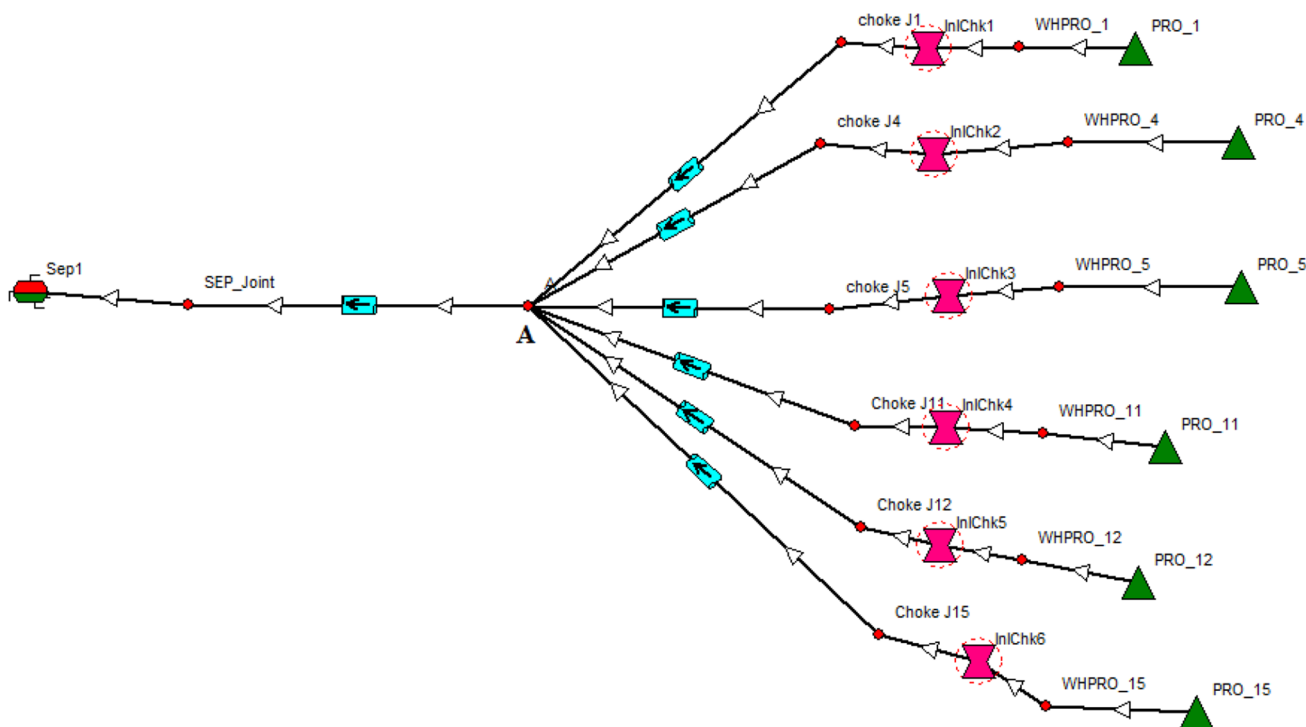 choke J1 InlChk1 WHPRO_1 PRO_1
choke J4 InlChk2 WHPRO_4 PRO_4
Sep1 SEP_Joint A choke J5 InlChk3 WHPRO_5 PRO_5
A
Choke J11 InlChk4 WHPRO_11 PRO_11
Choke J12 InlChk5 WHPRO_12 PRO_12
Choke J15 InlChk6 WHPRO_15 PRO_15